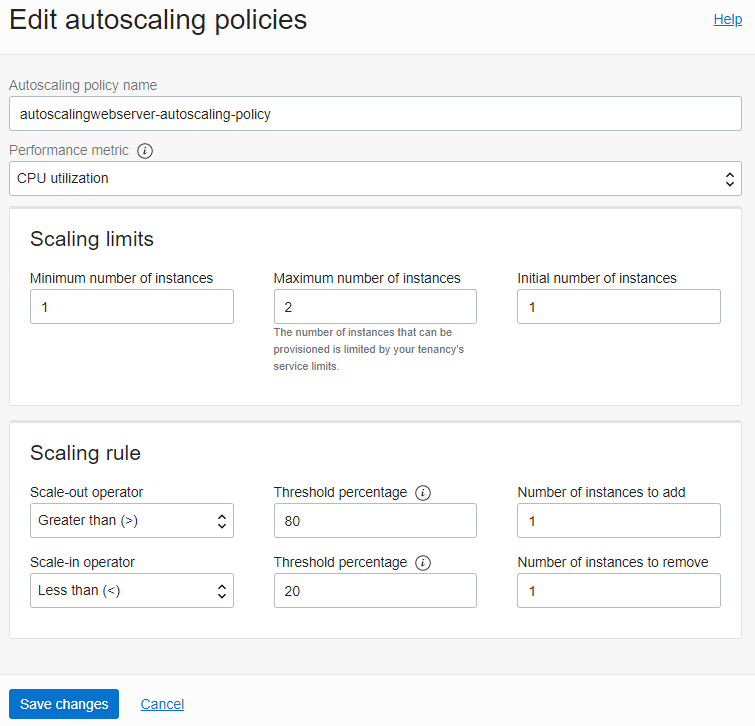 Edit autoscaling policies
Help
Autoscaling policy name
autoscalingwebserver-autoscaling-policy
Performance metric
CPU utilization
Scaling limits
Minimum number of instances
Maximum number of instances
Initial number of instances
1
2
1
The number of instances that can be
provisioned is limited by your tenancy's
service limits.
Scaling rule
Scale-out operator
Threshold percentage
Number of instances to add
Greater than (>)
80
1
Scale-in operator
Threshold percentage
Number of instances to remove
Less than (<)
20
1
Save changes
Cancel